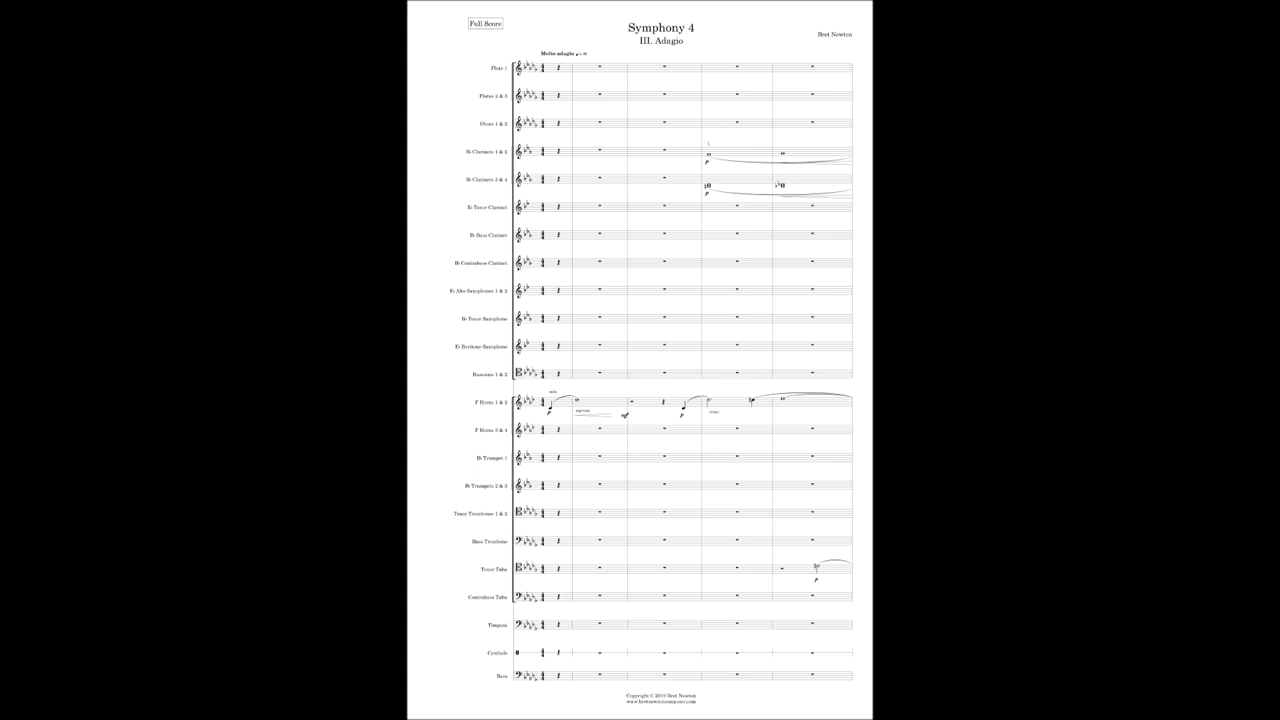 Full Score
Symphony 4
III. Adagio
Bret Newton
Molto adagio
Flute 1
Flutes 2 & 3
Oboes 1 & 2
B♭ Clarinets 1 & 2
1
p
B♭ Clarinets 3 & 4
p
E♭ Tenor Clarinet
B♭ Bass Clarinet
B♭ Contrabass Clarinet
E♭ Alto Saxophones 1 & 2
B♭ Tenor Saxophone
E♭ Baritone Saxophone
Bassoons 1 & 2
solo
F Horns 1 & 2
p mf p
F Horns 3 & 4
B♭ Trumpet 1
B♭ Trumpets 2 & 3
Tenor Trombones 1 & 2
Bass Trombone
Tenor Tuba
p
Contrabass Tuba
Timpani
Cymbals
Bass
Copyright © 2019 Bret Newton
www.bretnewtoncomposer.com